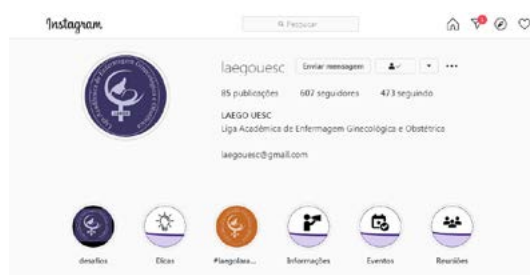 Instagram
Pesquisar
laegouesc Enviar mensagem
85 publicações 607 seguidores 473 seguindo
LAEGO UESC
Liga Acadêmica de Enfermagem Ginecológica e Obstétrica
laegouesc@gmail.com
desafios Dicas #laegolara... Informações Eventos Reuniões